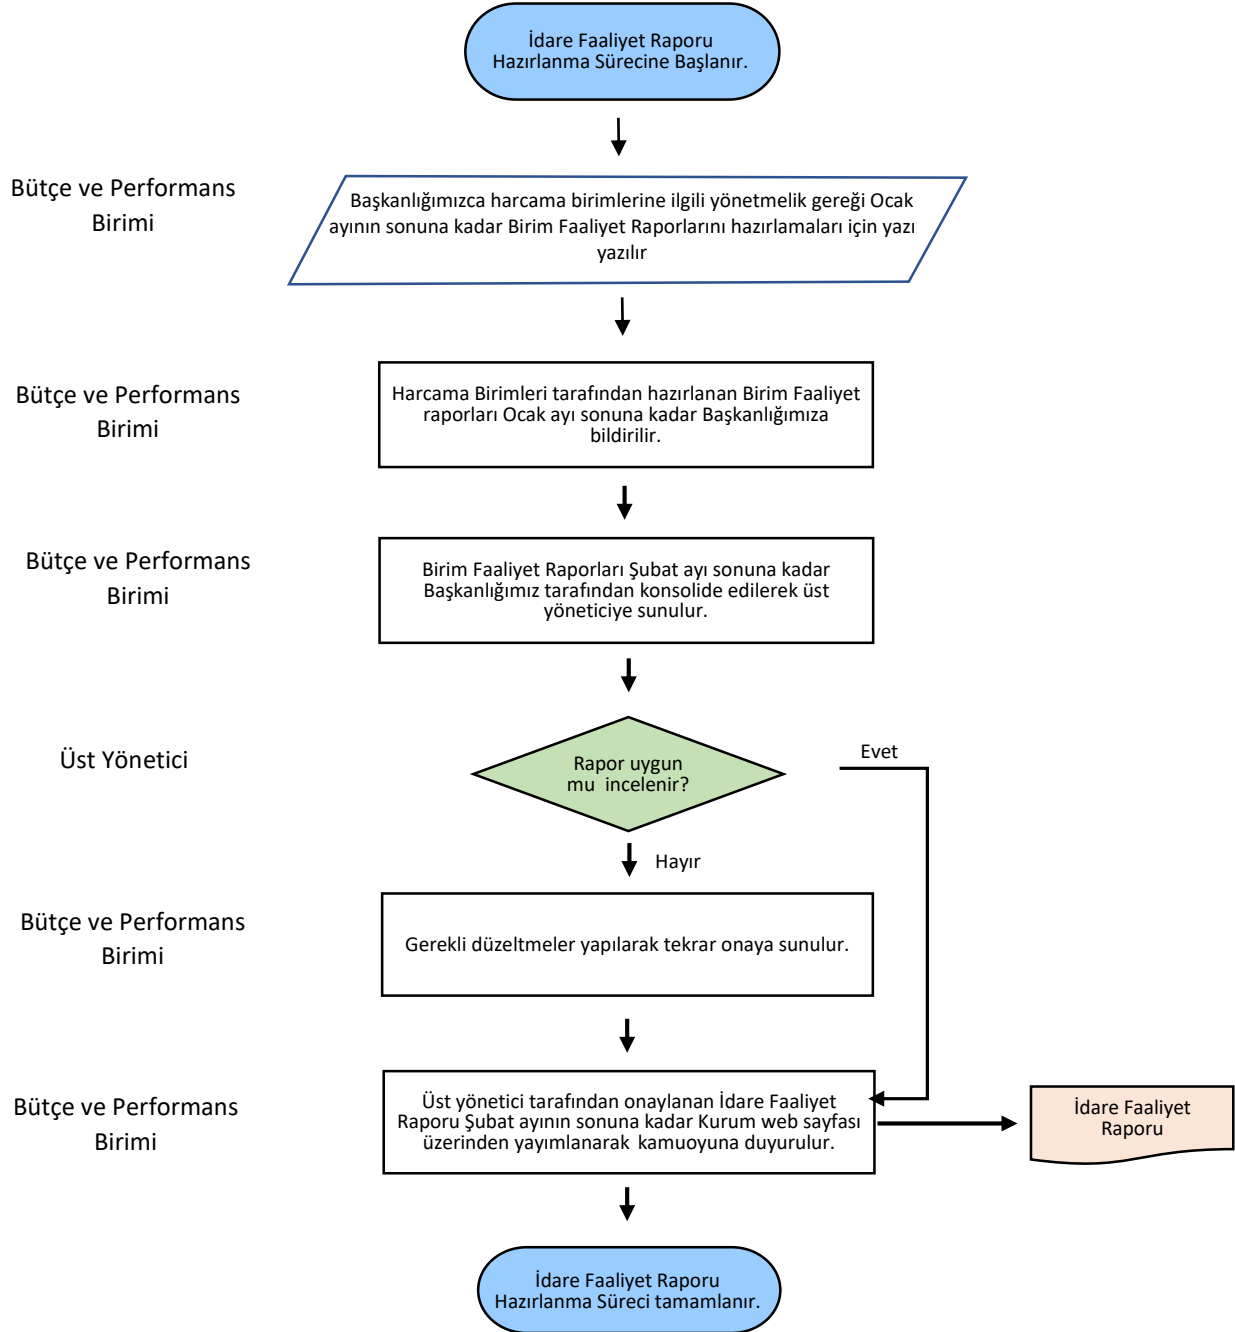 İdare Faaliyet Raporu
Hazırlanma Sürecine Başlanır.
Bütçe ve Performans
Birimi
Başkanlığımızca harcama birimlerine ilgili yönetmelik gereği Ocak
ayının sonuna kadar Birim Faaliyet Raporlarını hazırlamaları için yazı
yazılır
Bütçe ve Performans
Birimi
Harcama Birimleri tarafından hazırlanan Birim Faaliyet
raporları Ocak ayı sonuna kadar Başkanlığımıza
bildirilir.
Bütçe ve Performans
Birimi
Birim Faaliyet Raporları Şubat ayı sonuna kadar
Başkanlığımız tarafından konsolide edilerek üst
yöneticiye sunulur.
Üst Yönetici
Rapor uygun
mu incelenir?
Evet
Hayır
Bütçe ve Performans
Birimi
Gerekli düzeltmeler yapılarak tekrar onaya sunulur.
Bütçe ve Performans
Birimi
Üst yönetici tarafından onaylanan İdare Faaliyet
Raporu Şubat ayının sonuna kadar Kurum web sayfası
üzerinden yayımlanarak kamuoyuna duyurulur.
İdare Faaliyet
Raporu
İdare Faaliyet Raporu
Hazırlanma Süreci tamamlanır.